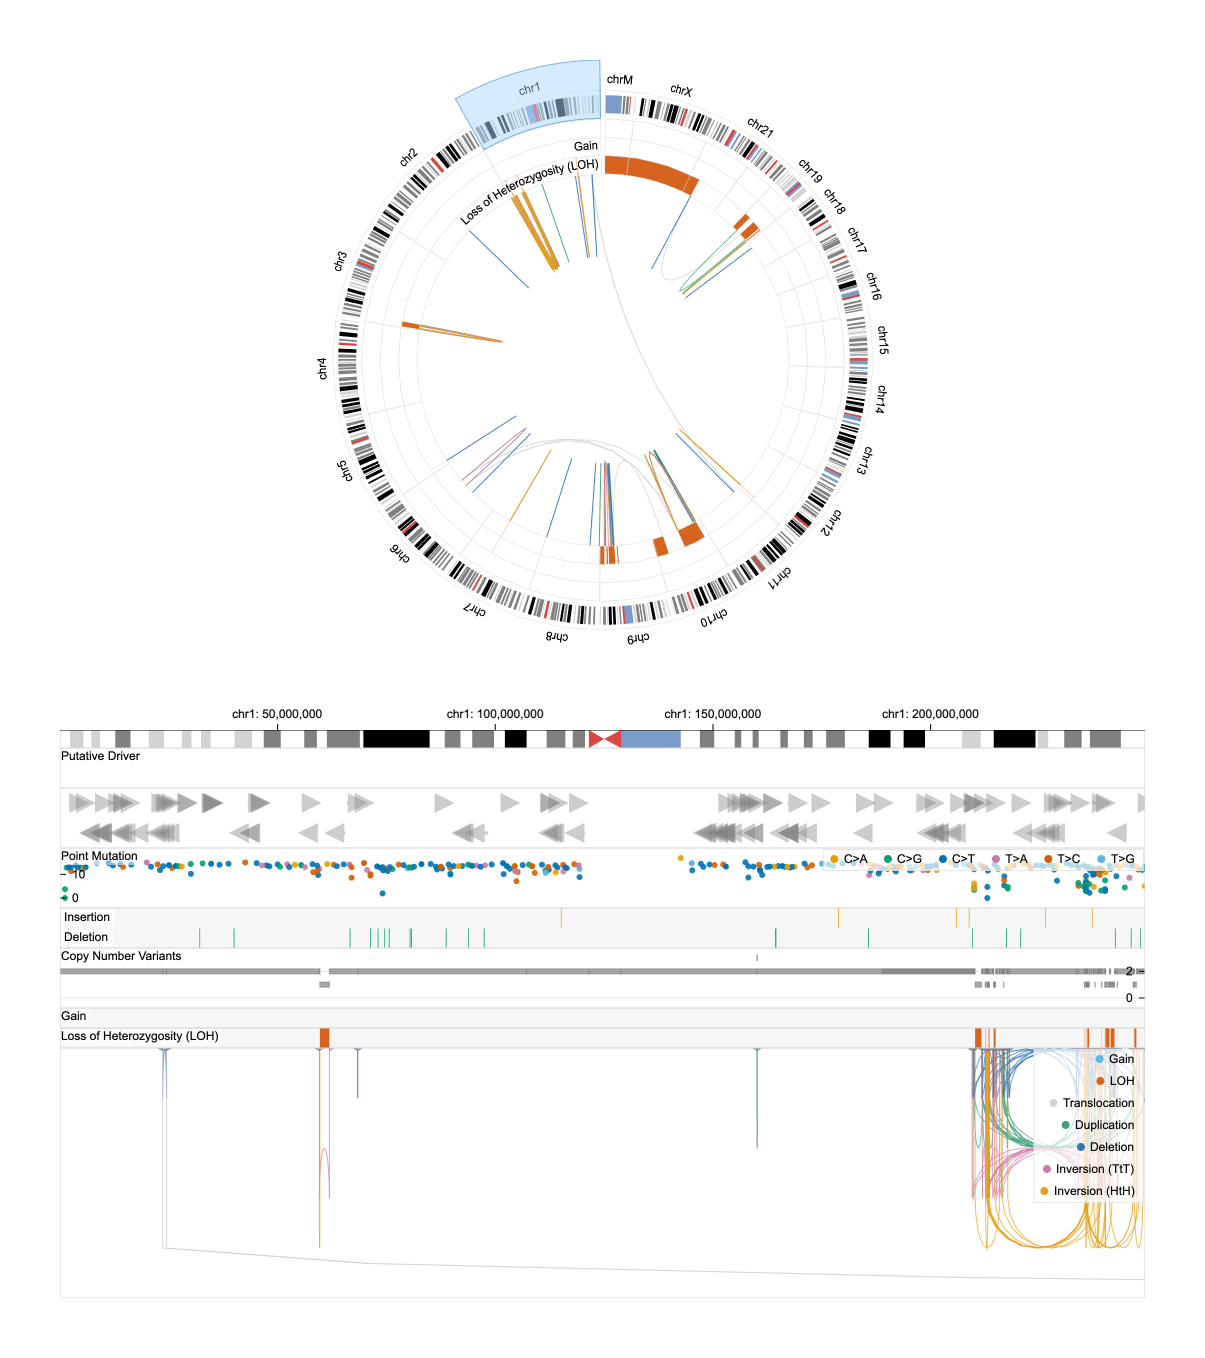 chrM
chr1
chrX
chr21
chr2
Gain
chr19
Loss of Heterozygosity (LOH)
chr18
chr17
chr3
chr16
chr15
chr4
chr14
chr13
chr5
chr12
chr6
chr11
chr7
chr10
chr8
chr9
chr1: 50,000,000
chr1: 100,000,000
chr1: 150,000,000
chr1: 200,000,000
Putative Driver
Point Mutation
C>A
C>G
C>T
T>A
T>C
T>G
10
0
Insertion
Deletion
Copy Number Variants
2
0
Gain
Loss of Heterozygosity (LOH)
Gain
LOH
Translocation
Duplication
Deletion
Inversion (TtT)
Inversion (HtH)